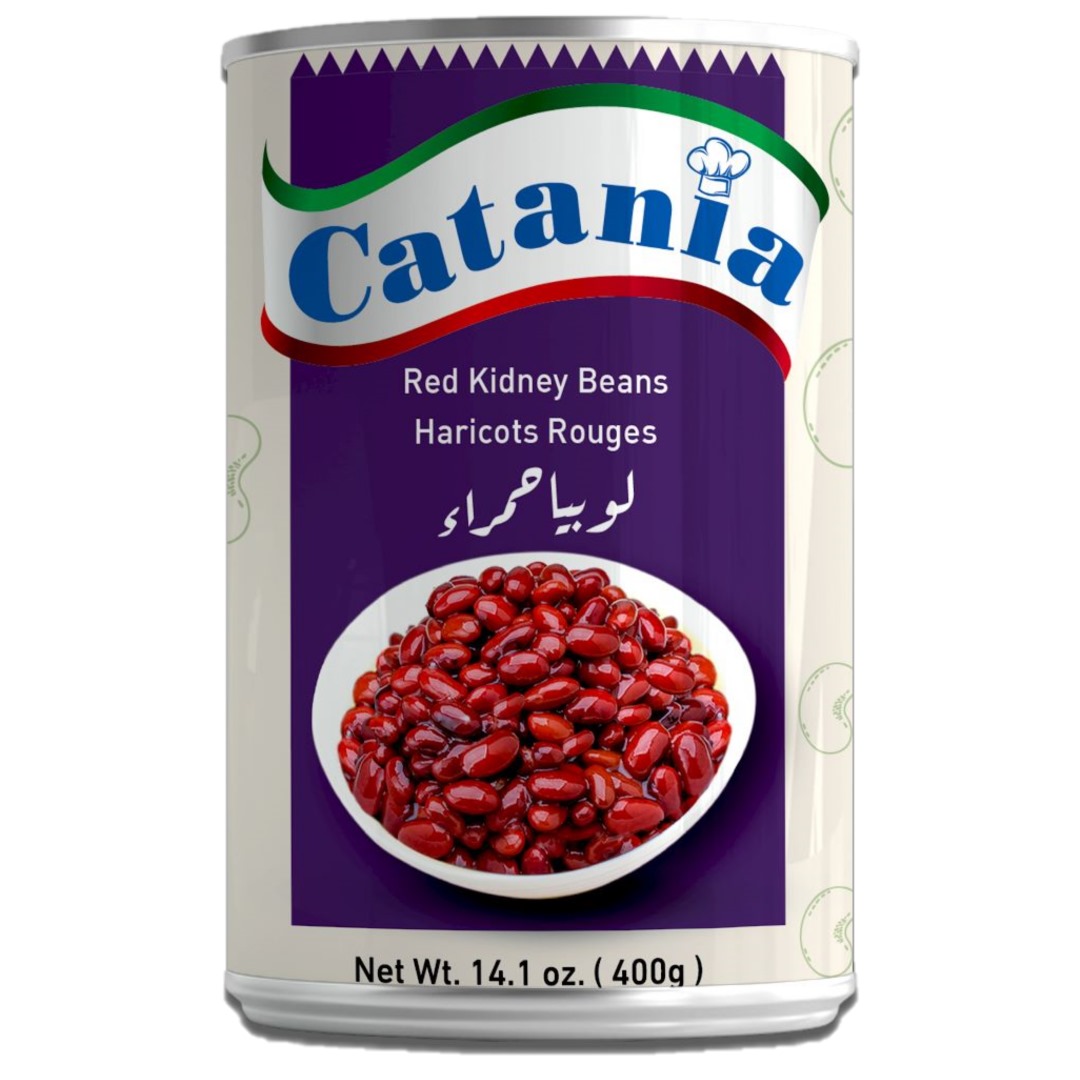 Catania
Red Kidney Beans
Haricots Rouges
لوبيا حمراء
Net Wt. 14.1 oz. ( 400g )